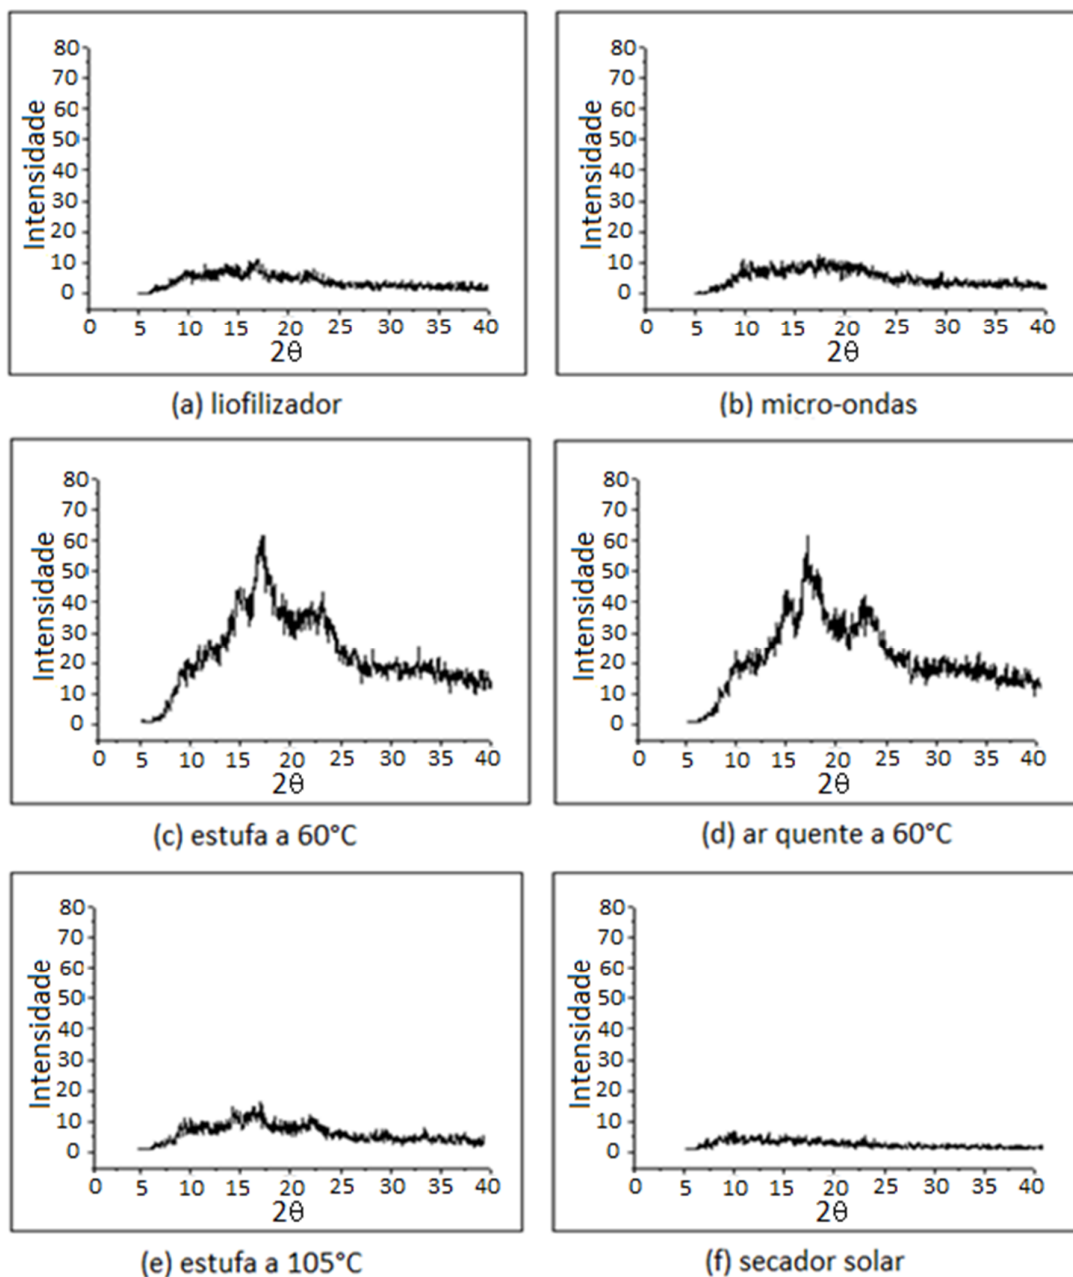 80
70
60
50
40
30
20
10
0
Intensidade
0 5 10 15 20 25 30 35 40
2θ
(a) liofilizador
80
70
60
50
40
30
20
10
0
Intensidade
0 5 10 15 20 25 30 35 40
2θ
(b) micro-ondas
80
70
60
50
40
30
20
10
0
Intensidade
0 5 10 15 20 25 30 35 40
2θ
(c) estufa a 60°C
80
70
60
50
40
30
20
10
0
Intensidade
0 5 10 15 20 25 30 35 40
2θ
(d) ar quente a 60°C
80
70
60
50
40
30
20
10
0
Intensidade
0 5 10 15 20 25 30 35 40
2θ
(e) estufa a 105°C
80
70
60
50
40
30
20
10
0
Intensidade
0 5 10 15 20 25 30 35 40
2θ
(f) secador solar